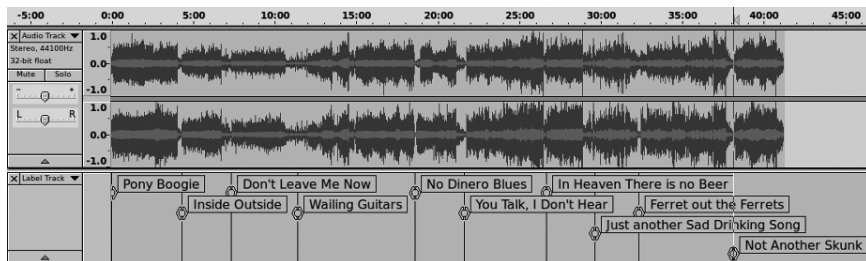 -5:00 0:00 5:00 10:00 15:00 20:00 25:00 30:00 35:00 40:00 45:00
Audio Track
Stereo, 44100Hz
32-bit float
Mute Solo
- +
L R
1.0
0.0
-1.0
1.0
0.0
-1.0
Label Track
Pony Boogie Don't Leave Me Now No Dinero Blues In Heaven There is no Beer
Inside Outside Wailing Guitars You Talk, I Don't Hear Ferret out the Ferrets
Just another Sad Drinking Song
Not Another Skunk